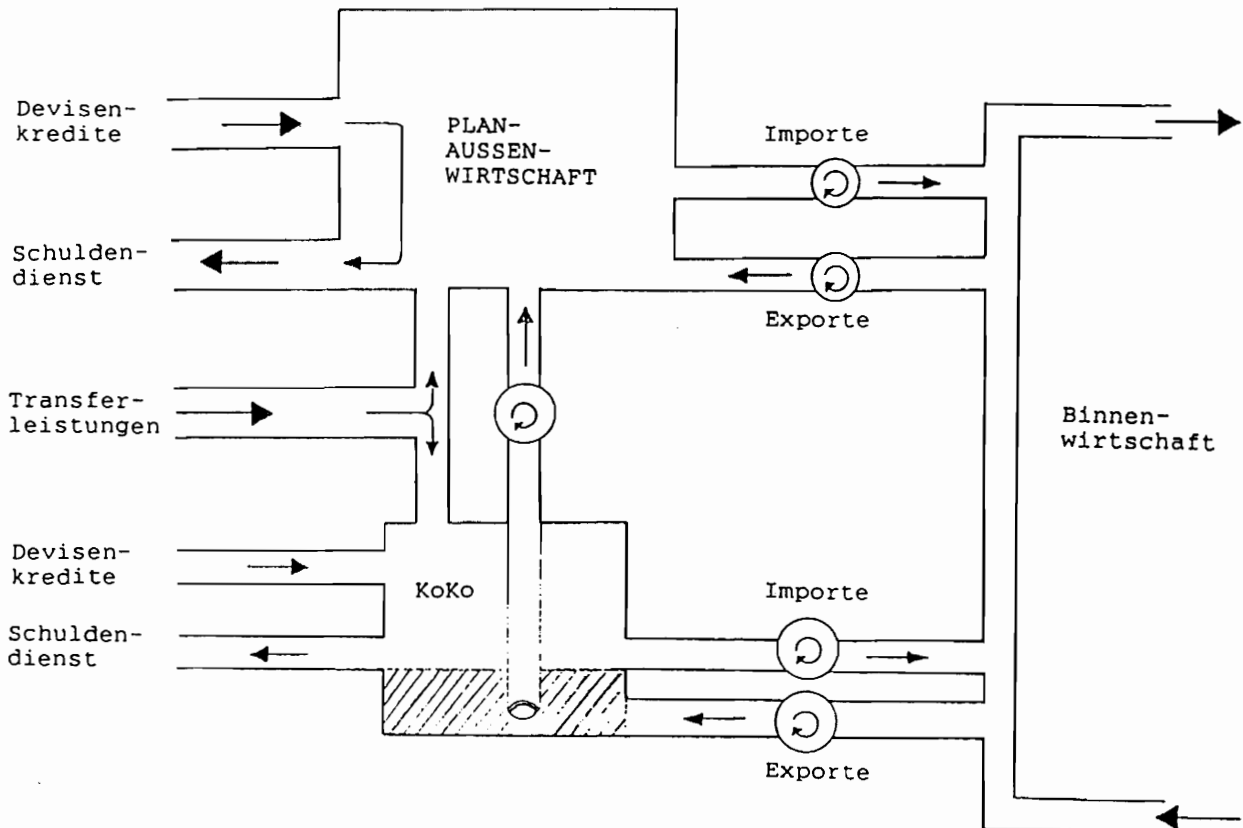 Devisen-
kredite
PLAN-
AUSSEN-
WIRTSCHAFT
Importe
Schulden-
dienst
Exporte
Transfer-
leistungen
Binnen-
wirtschaft
Devisen-
kredite
KoKo
Importe
Schulden-
dienst
Exporte